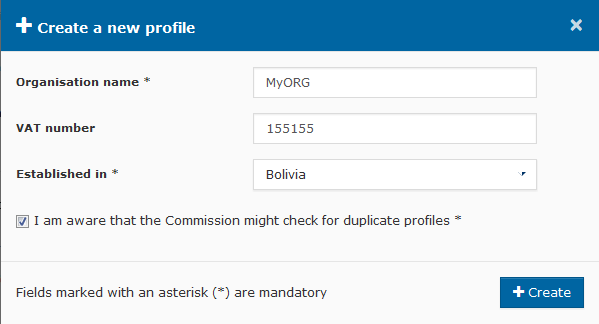 + Create a new profile ×
Organisation name * MyORG
VAT number 155155
Established in * Bolivia
I am aware that the Commission might check for duplicate profiles *
Fields marked with an asterisk (*) are mandatory + Create